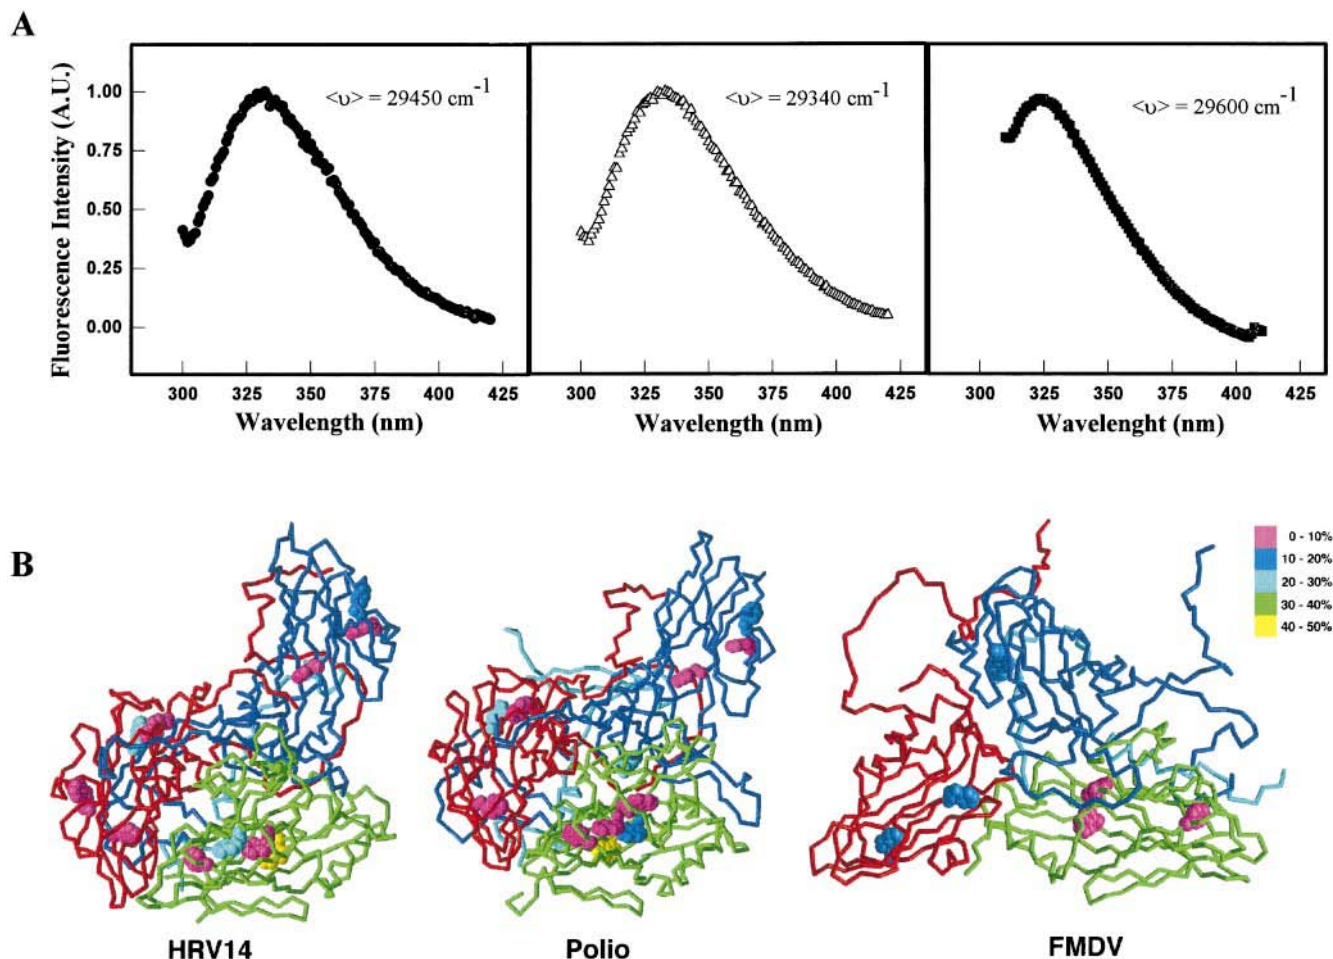 A
Fluorescence Intensity (A.U.)
1.00
0.75
0.50
0.25
0.00
<υ> = 29450 cm-1
300 325 350 375 400 425
Wavelength (nm)
<υ> = 29340 cm-1
300 325 350 375 400 425
Wavelength (nm)
<υ> = 29600 cm-1
300 325 350 375 400 425
Wavelenght (nm)
B
0 - 10%
10 - 20%
20 - 30%
30 - 40%
40 - 50%
HRV14
Polio
FMDV